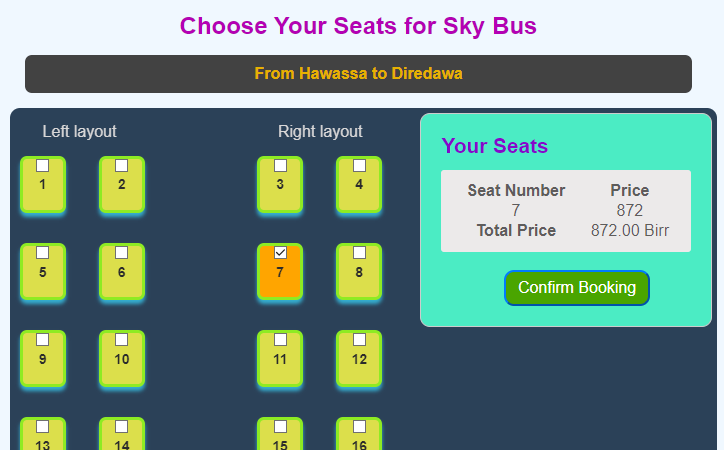 Choose Your Seats for Sky Bus
From Hawassa to Diredawa
Left layout
Right layout
1 2 3 4
5 6 7 8
9 10 11 12
13 14 15 16
Your Seats
Seat Number Price
7 872
Total Price 872.00 Birr
Confirm Booking